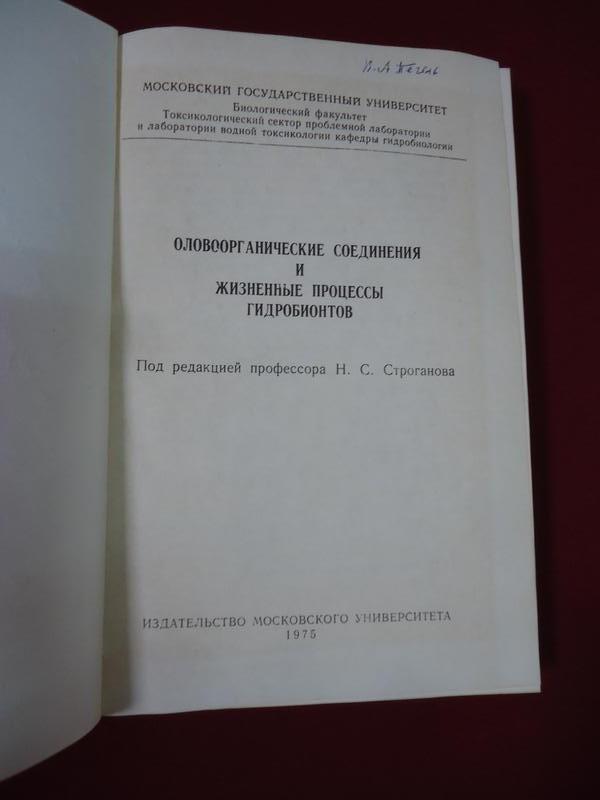 МОСКОВСКИЙ ГОСУДАРСТВЕННЫЙ УНИВЕРСИТЕТ
Биологический факультет
Токсикологический сектор проблемной лаборатории
и лаборатории водной токсикологии кафедры гидробиологии
ОЛОВООРГАНИЧЕСКИЕ СОЕДИНЕНИЯ
И
ЖИЗНЕННЫЕ ПРОЦЕССЫ
ГИДРОБИОНТОВ
Под редакцией профессора Н. С. Строганова
ИЗДАТЕЛЬСТВО МОСКОВСКОГО УНИВЕРСИТЕТА
1975